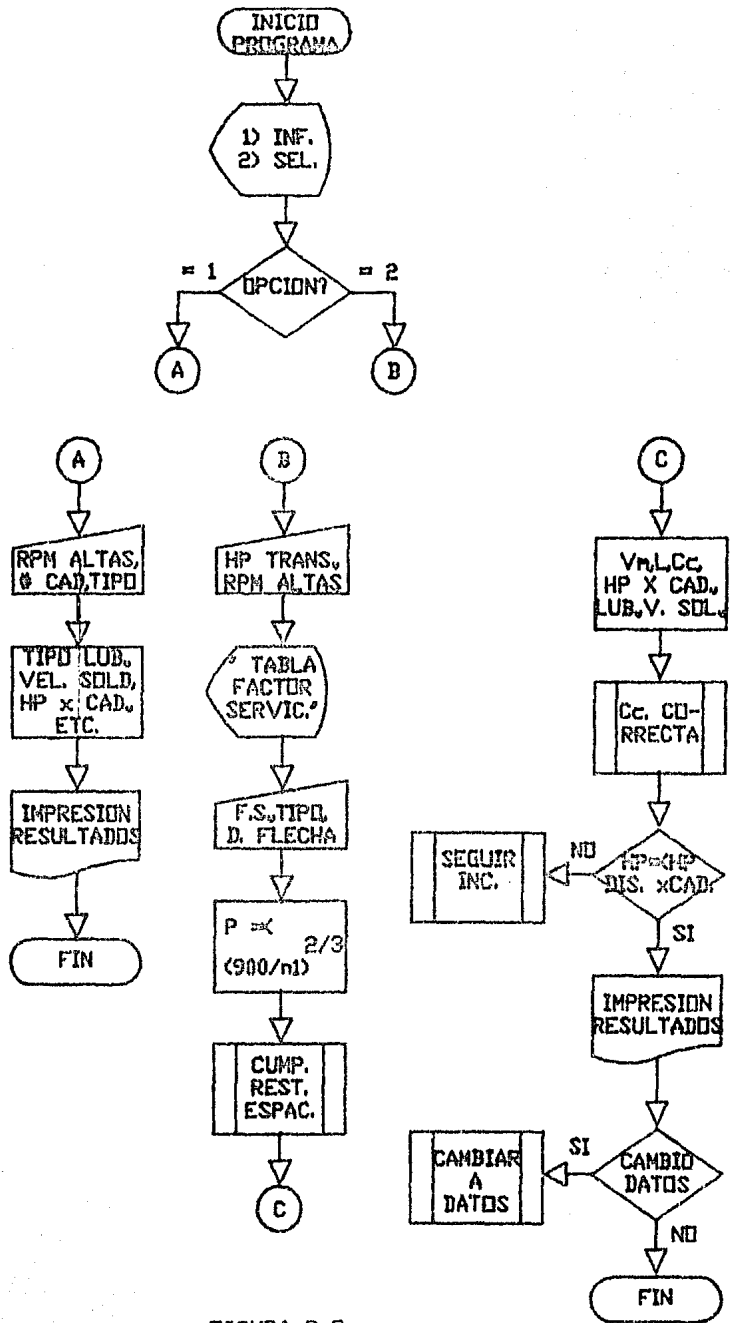 INICIO
PROGRAMA
1) INF.
2) SEL.
= 1
OPCION?
= 2
A
B
A
RPM ALTAS,
# CAD,TIPO
TIPO LUB.,
VEL. SOLD,
HP x CAD.,
ETC.
IMPRESION
RESULTADOS
FIN
B
HP TRANS.,
RPM ALTAS
" TABLA
FACTOR
SERVIC."
F.S.,TIPO,
D. FLECHA
P =<
(900/n1) 2/3
CUMP.
REST.
ESPAC.
C
C
Vm,L,Cc,
HP X CAD.,
LUB.,V. SOL.,
Cc. CO-
RRECTA
HP=<HP
DIS. xCAD.
NO
SEGUIR
INC.
SI
IMPRESION
RESULTADOS
CAMBIO
DATOS
SI
CAMBIAR
A
DATOS
NO
FIN